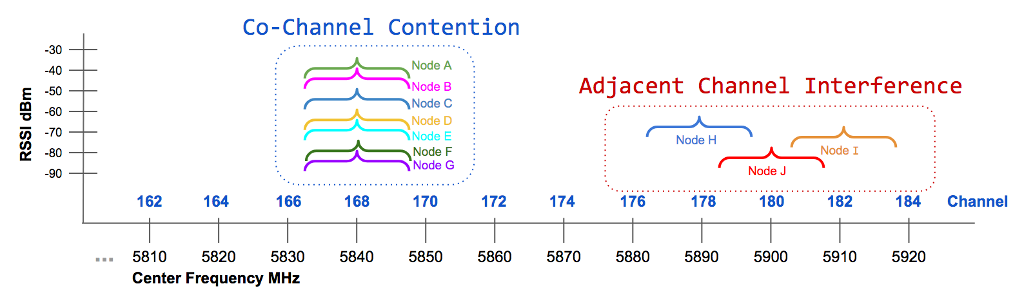 Co-Channel Contention
Adjacent Channel Interference
RSSI dBm
-30
-40
-50
-60
-70
-80
-90
Node A
Node B
Node C
Node D
Node E
Node F
Node G
Node H
Node I
Node J
162 164 166 168 170 172 174 176 178 180 182 184 Channel
... 5810 5820 5830 5840 5850 5860 5870 5880 5890 5900 5910 5920
Center Frequency MHz